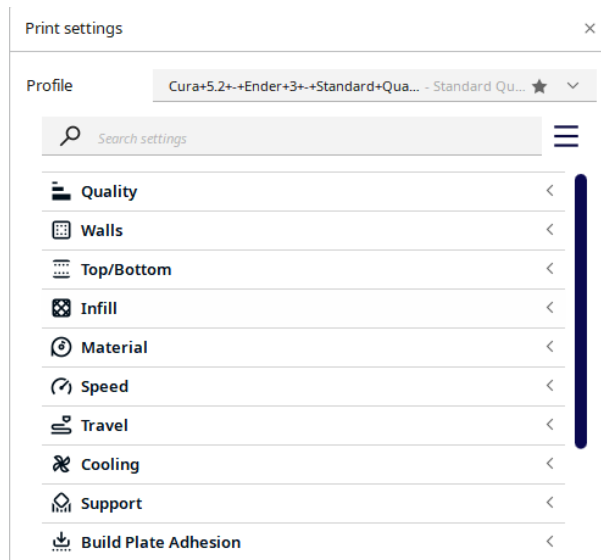 Print settings
Profile
Cura+5.2+-+Ender+3+-+Standard+Qua... - Standard Qu...
Search settings
Quality
Walls
Top/Bottom
Infill
Material
Speed
Travel
Cooling
Support
Build Plate Adhesion